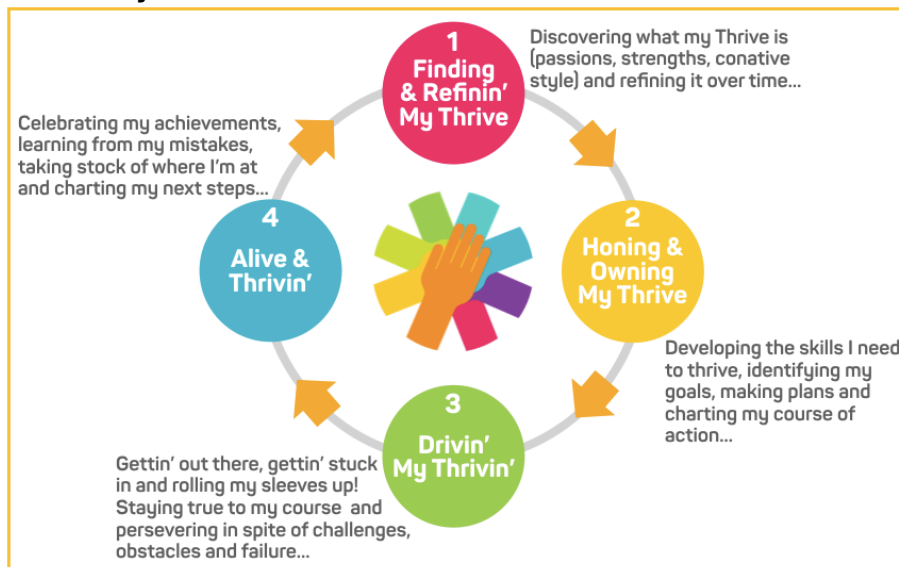 1
Finding
& Refinin'
My Thrive
Discovering what my Thrive is
(passions, strengths, conative
style) and refining it over time...
2
Honing &
Owning
My Thrive
Developing the skills I need
to thrive, identifying my
goals, making plans and
charting my course of
action...
3
Drivin'
My Thrivin'
Gettin' out there, gettin' stuck
in and rolling my sleeves up!
Staying true to my course and
persevering in spite of challenges,
obstacles and failure...
4
Alive &
Thrivin'
Celebrating my achievements,
learning from my mistakes,
taking stock of where I'm at
and charting my next steps...